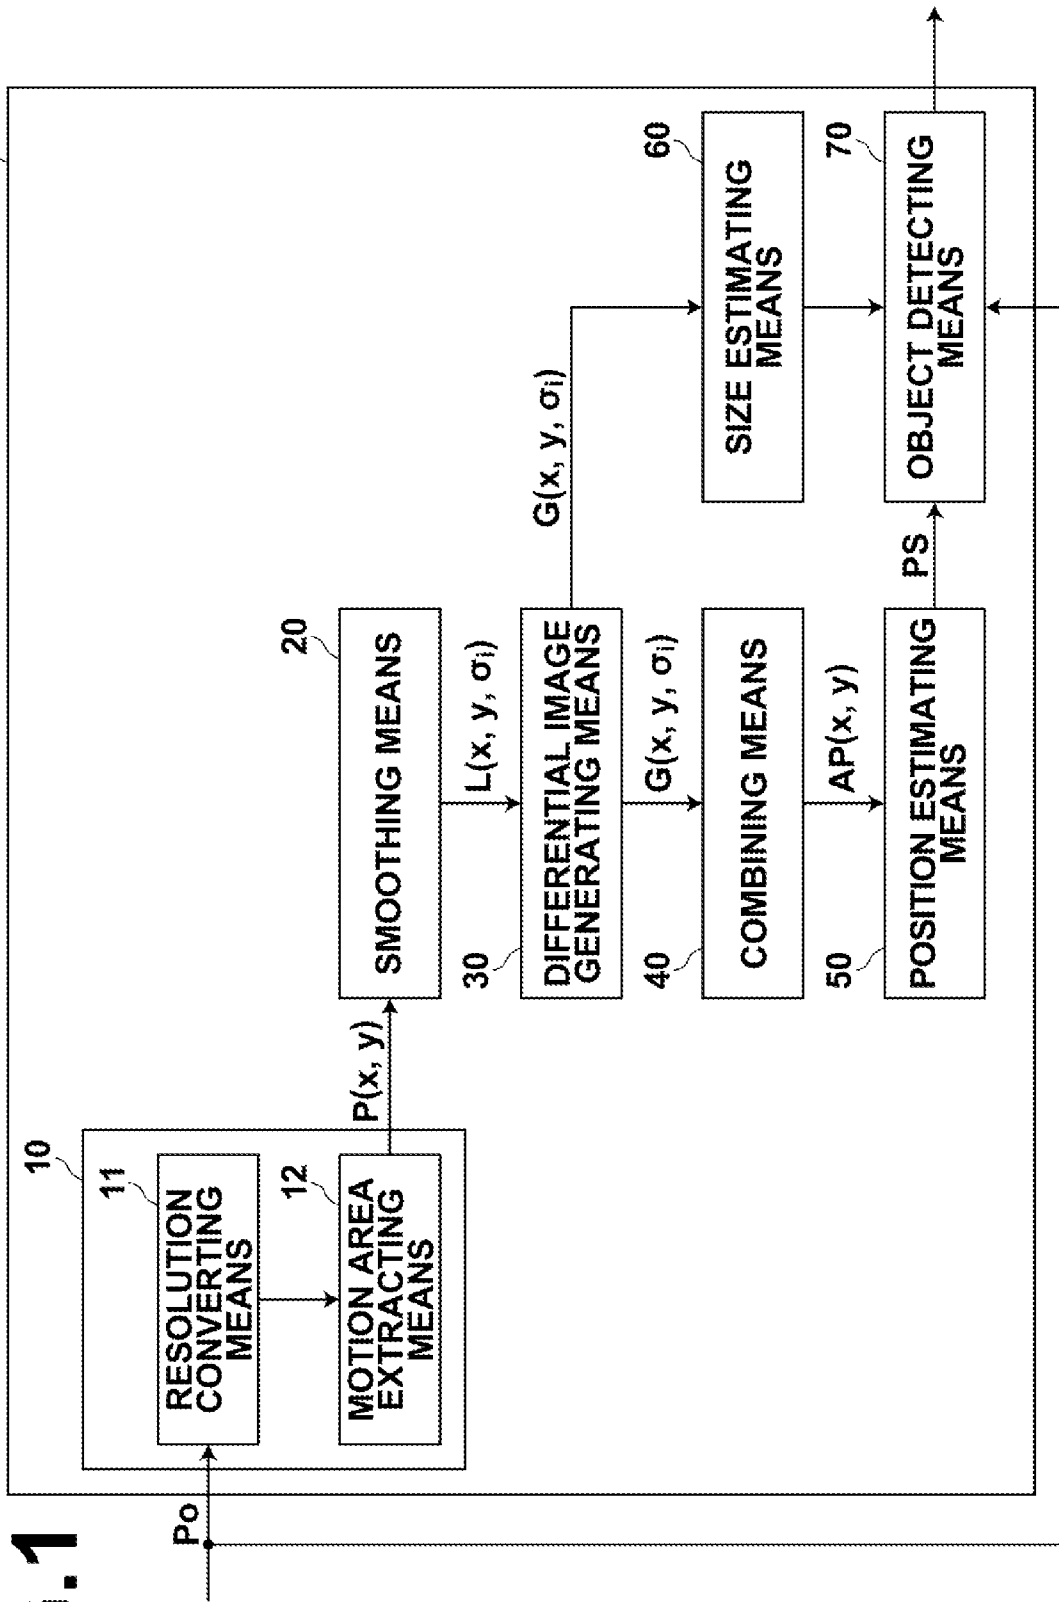 .1
Po
10
11
RESOLUTION
CONVERTING
MEANS
12
MOTION AREA
EXTRACTING
MEANS
P(x, y)
20
SMOOTHING MEANS
L(x, y, σi)
30
DIFFERENTIAL IMAGE
GENERATING MEANS
G(x, y, σi)
G(x, y, σi)
40
COMBINING MEANS
AP(x, y)
50
POSITION ESTIMATING
MEANS
PS
60
SIZE ESTIMATING
MEANS
70
OBJECT DETECTING
MEANS